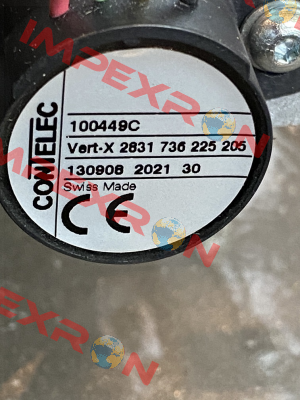 CONTELEC
100449C
Vert-X 2831 736 225 205
130908 2021 30
Swiss Made
CE
IMPEXRON
IMPEXRON
IMPEXRON